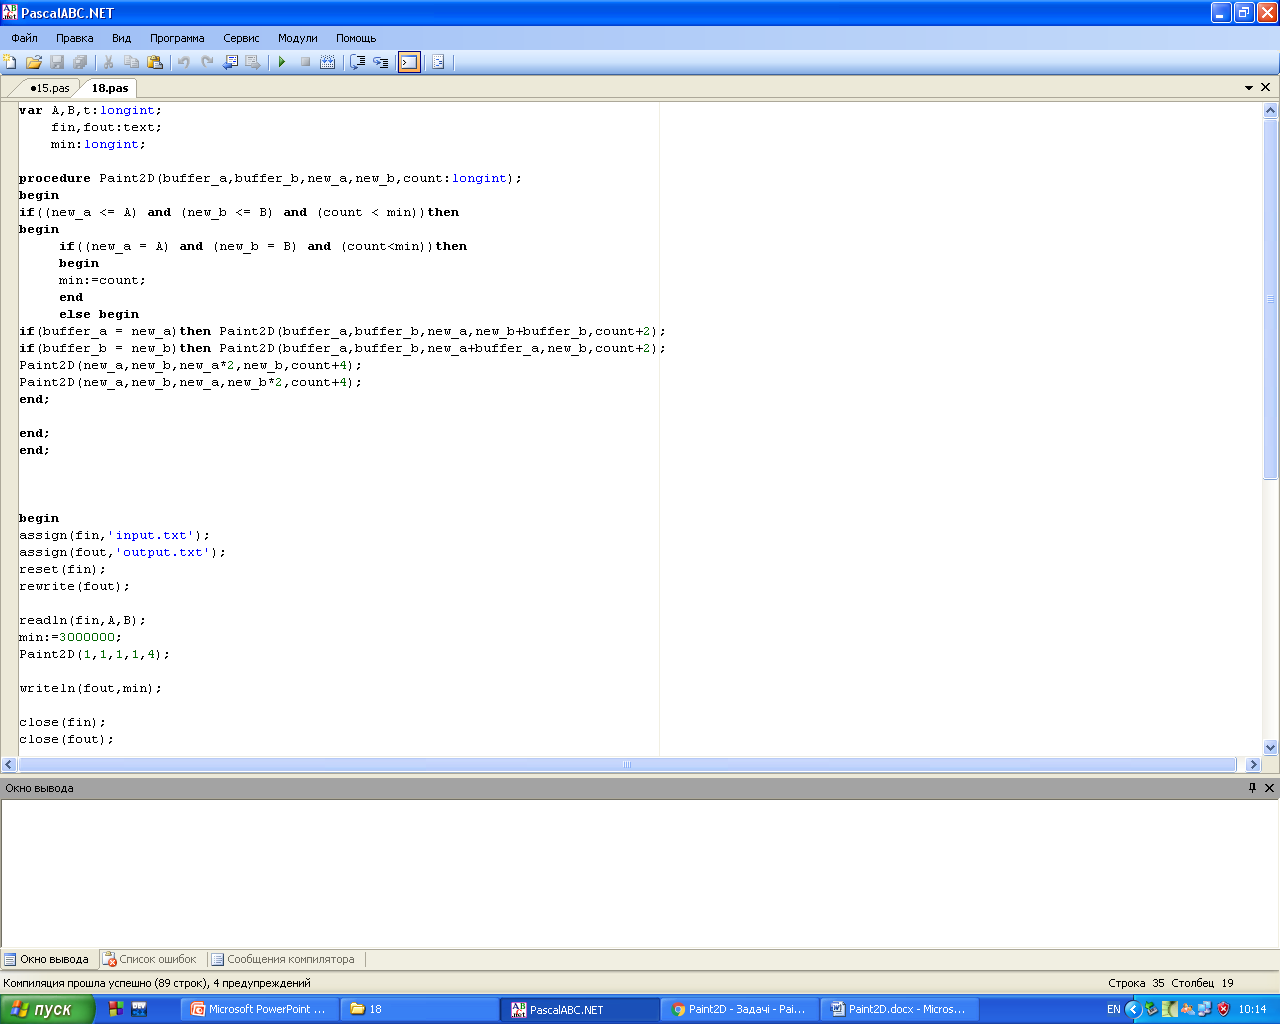 PascalABC.NET
Файл Правка Вид Программа Сервис Модули Помощь
●15.pas 18.pas
var A,B,t:longint;
fin,fout:text;
min:longint;
procedure Paint2D(buffer_a,buffer_b,new_a,new_b,count:longint);
begin
if((new_a <= A) and (new_b <= B) and (count < min))then
begin
if((new_a = A) and (new_b = B) and (count<min))then
begin
min:=count;
end
else begin
if(buffer_a = new_a)then Paint2D(buffer_a,buffer_b,new_a,new_b+buffer_b,count+2);
if(buffer_b = new_b)then Paint2D(buffer_a,buffer_b,new_a+buffer_a,new_b,count+2);
Paint2D(new_a,new_b,new_a*2,new_b,count+4);
Paint2D(new_a,new_b,new_a,new_b*2,count+4);
end;
end;
end;
begin
assign(fin,'input.txt');
assign(fout,'output.txt');
reset(fin);
rewrite(fout);
readln(fin,A,B);
min:=3000000;
Paint2D(1,1,1,1,4);
writeln(fout,min);
close(fin);
close(fout);
Окно вывода
Окно вывода Список ошибок Сообщения компилятора
Компиляция прошла успешно (89 строк), 4 предупреждений Строка 35 Столбец 19
пуск Microsoft PowerPoint ... 18 PascalABC.NET Paint2D - Задачі - Pai... Paint2D.docx - Micros... EN 10:14